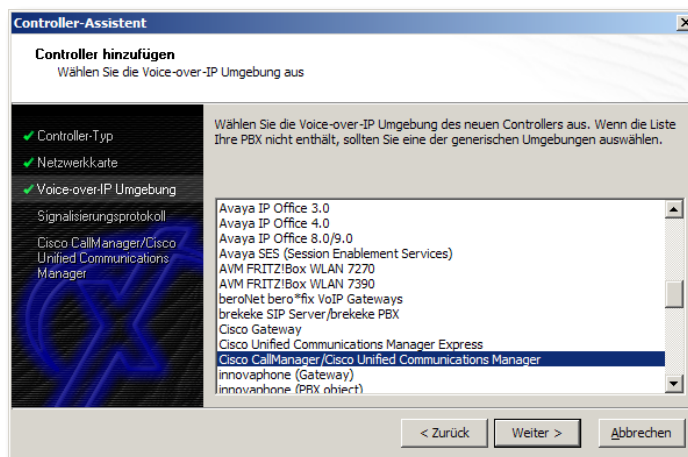 Controller-Assistent
Controller hinzufügen
Wählen Sie die Voice-over-IP Umgebung aus
Controller-Typ
Netzwerkkarte
Voice-over-IP Umgebung
Signalisierungsprotokoll
Cisco CallManager/Cisco
Unified Communications
Manager
Wählen Sie die Voice-over-IP Umgebung des neuen Controllers aus. Wenn die Liste
Ihre PBX nicht enthält, sollten Sie eine der generischen Umgebungen auswählen.
Avaya IP Office 3.0
Avaya IP Office 4.0
Avaya IP Office 8.0/9.0
Avaya SES (Session Enablement Services)
AVM FRITZ!Box WLAN 7270
AVM FRITZ!Box WLAN 7390
beroNet bero*fix VoIP Gateways
brekeke SIP Server/brekeke PBX
Cisco Gateway
Cisco Unified Communications Manager Express
Cisco CallManager/Cisco Unified Communications Manager
innovaphone (Gateway)
innovaphone (PBX object)
< Zurück
Weiter >
Abbrechen